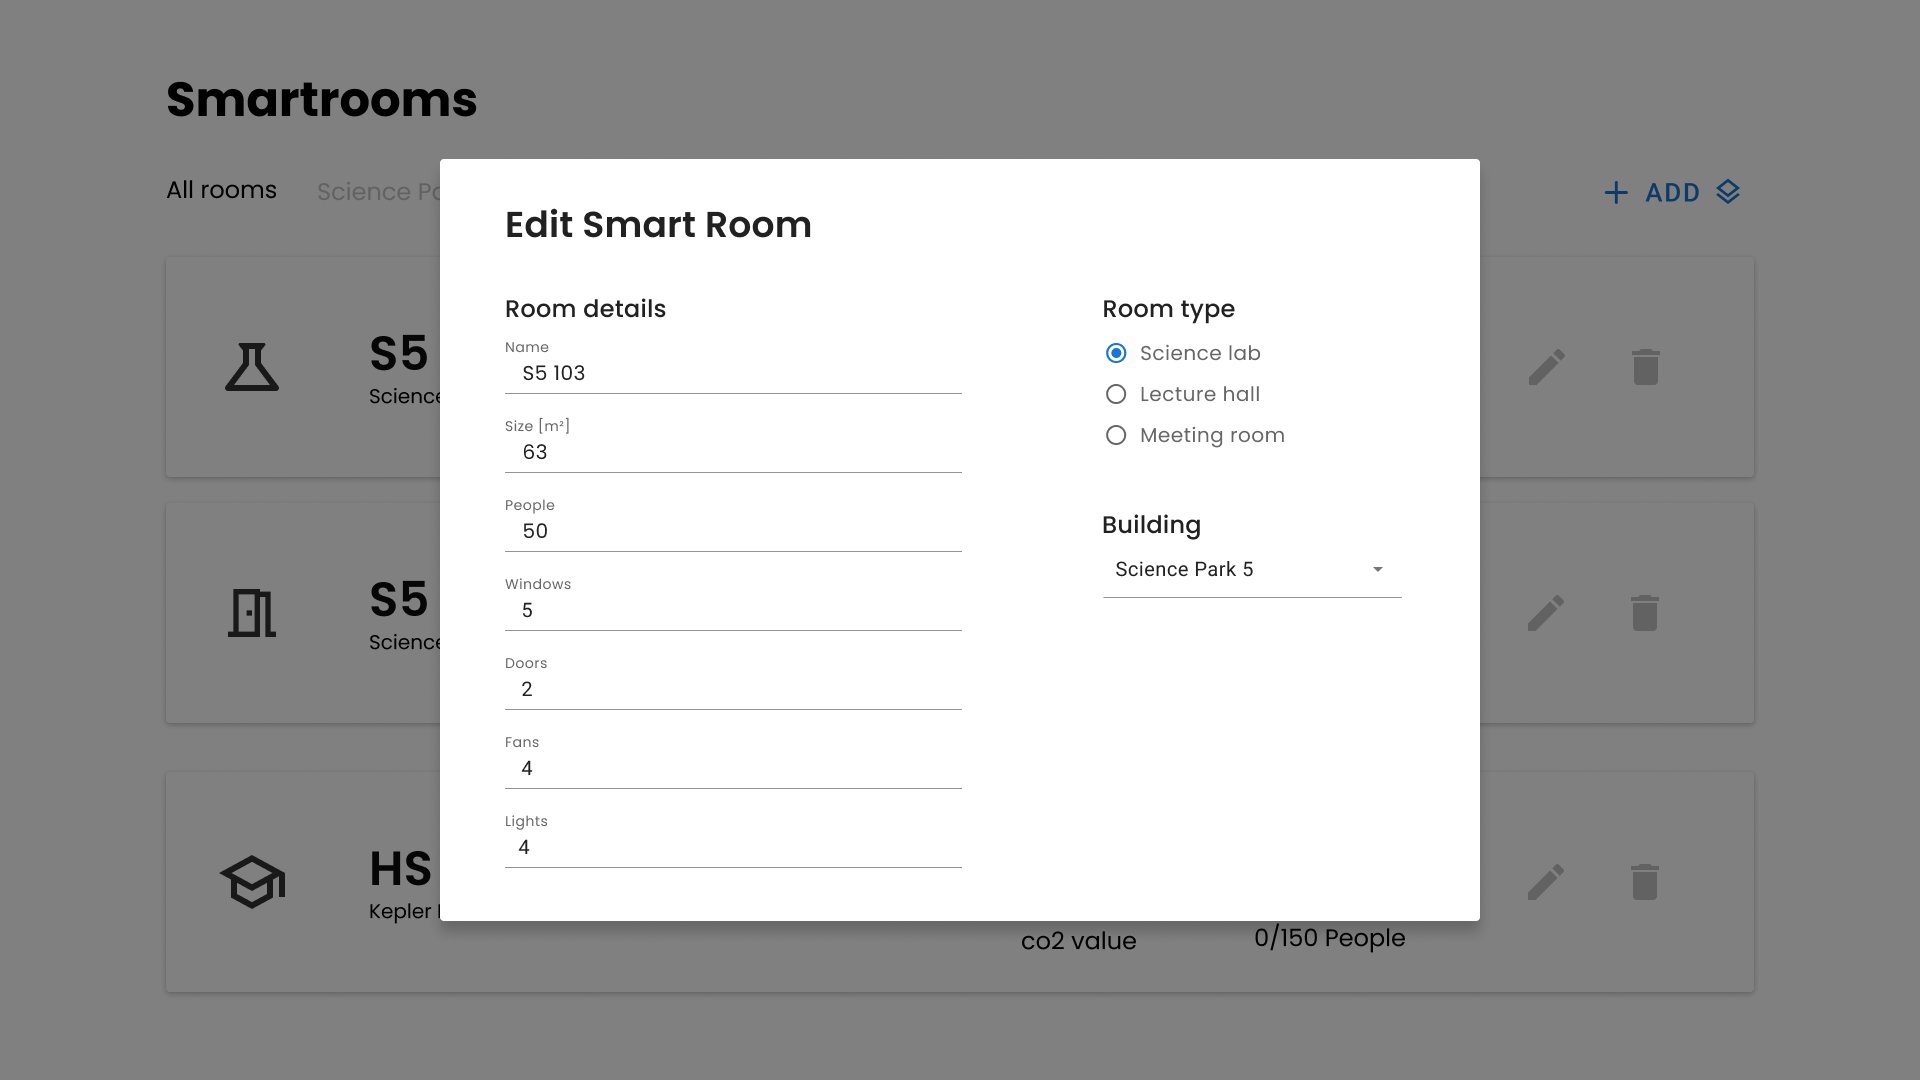 Smartrooms
All rooms
Science
ADD
Edit Smart Room
Room details
Name
S5 103
Size [m²]
63
People
50
Windows
5
Doors
2
Fans
4
Lights
4
Room type
Science lab
Lecture hall
Meeting room
Building
Science Park 5
S5
Science
S5
Science
HS
Kepler
co2 value
0/150 People